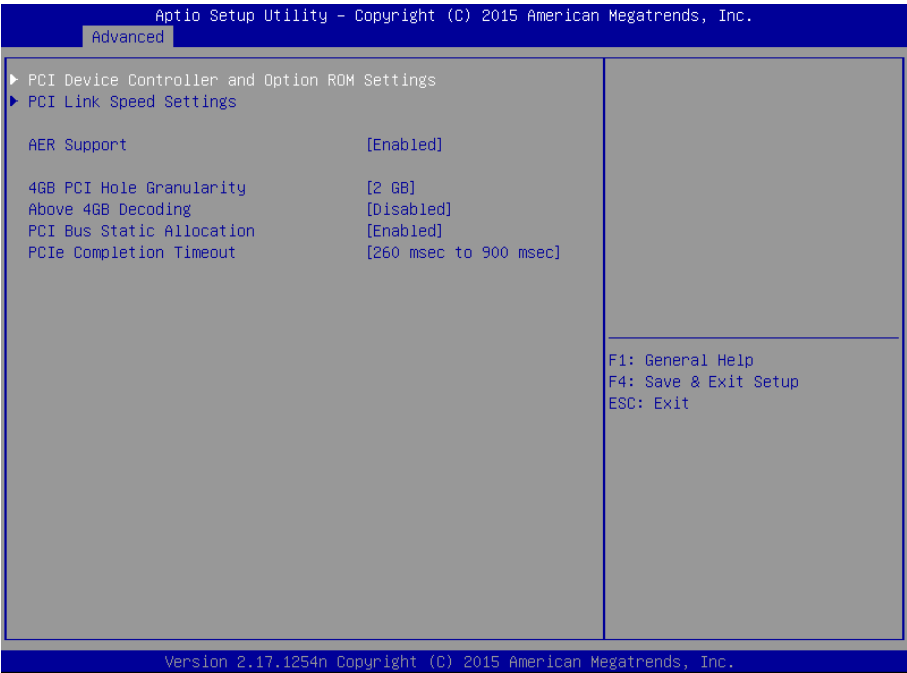 Aptio Setup Utility – Copyright (C) 2015 American Megatrends, Inc.
Advanced
PCI Device Controller and Option ROM Settings
PCI Link Speed Settings
AER Support [Enabled]
4GB PCI Hole Granularity [2 GB]
Above 4GB Decoding [Disabled]
PCI Bus Static Allocation [Enabled]
PCIe Completion Timeout [260 msec to 900 msec]
F1: General Help
F4: Save & Exit Setup
ESC: Exit
Version 2.17.1254n Copyright (C) 2015 American Megatrends, Inc.